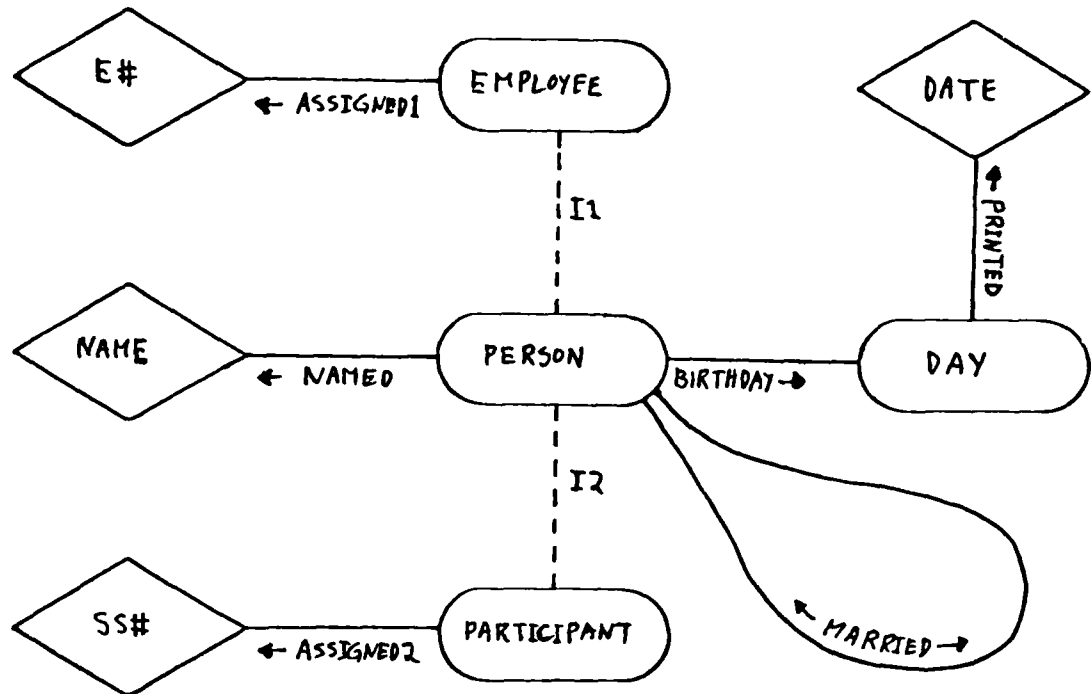 E#
EMPLOYEE
DATE
← ASSIGNED1
I1
← PRINTED
NAME
PERSON
DAY
← NAMED
BIRTHDAY →
I2
SS#
PARTICIPANT
← MARRIED →
← ASSIGNED2